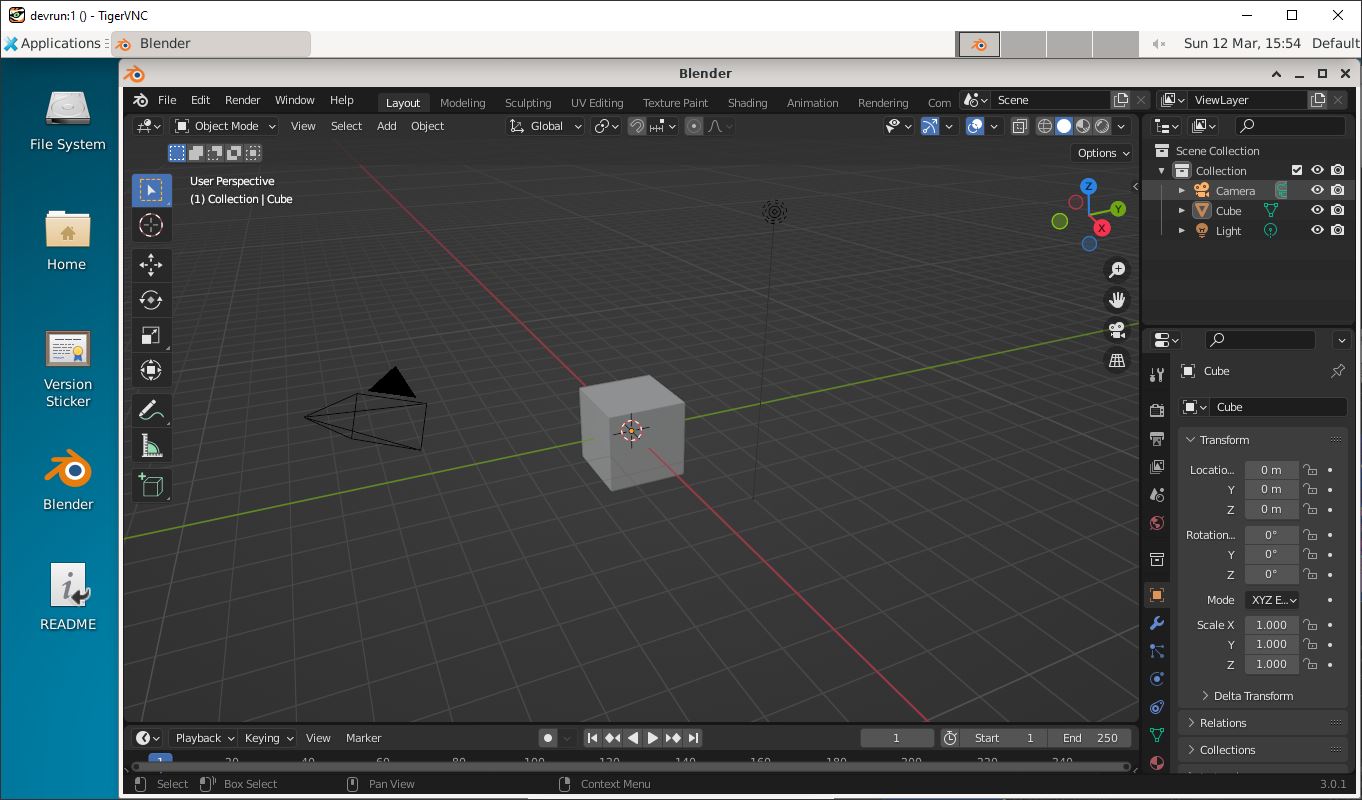 devrun:1 () - TigerVNC
Applications
Blender
Sun 12 Mar, 15:54 Default
Blender
File Edit Render Window Help
Layout Modeling Sculpting UV Editing Texture Paint Shading Animation Rendering Com
Scene
ViewLayer
Object Mode View Select Add Object
Global
Options
User Perspective
(1) Collection | Cube
Z
Y
X
File System
Home
Version
Sticker
Blender
README
Scene Collection
Collection
Camera
Cube
Light
Cube
Cube
Transform
Locatio... 0 m
Y 0 m
Z 0 m
Rotation... 0°
Y 0°
Z 0°
Mode XYZ E...
Scale X 1.000
Y 1.000
Z 1.000
Delta Transform
Relations
Collections
Playback Keying View Marker
1
Start 1
End 250
1 20 40 60 80 100 120 140 160 180 200 220 240
Select Box Select Pan View Context Menu
3.0.1